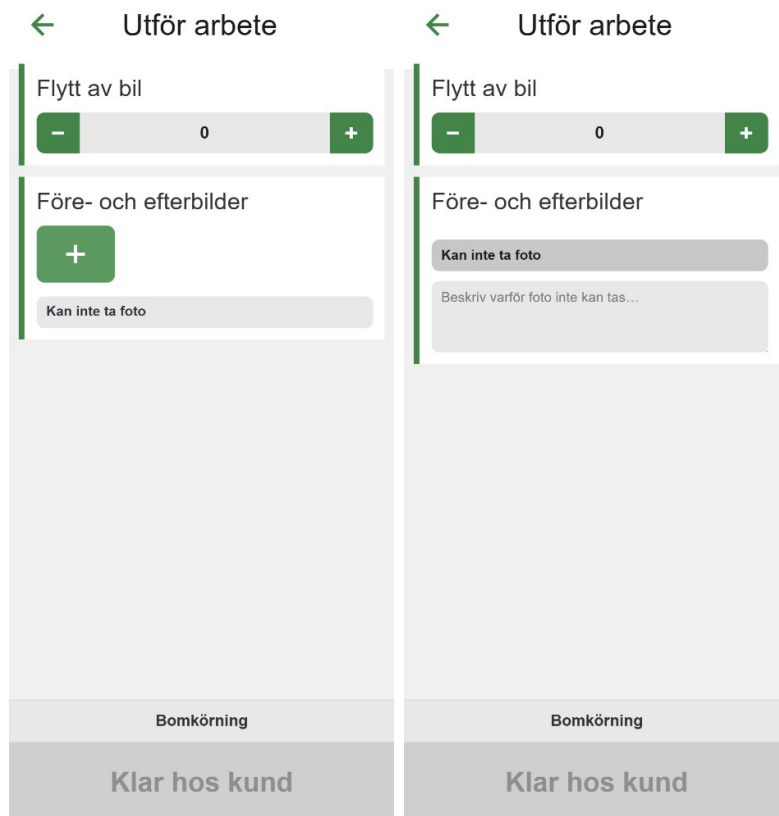 Utför arbete
Flytt av bil
0
Före- och efterbilder
Kan inte ta foto
Bomkörning
Klar hos kund
Utför arbete
Flytt av bil
0
Före- och efterbilder
Kan inte ta foto
Beskriv varför foto inte kan tas…
Bomkörning
Klar hos kund